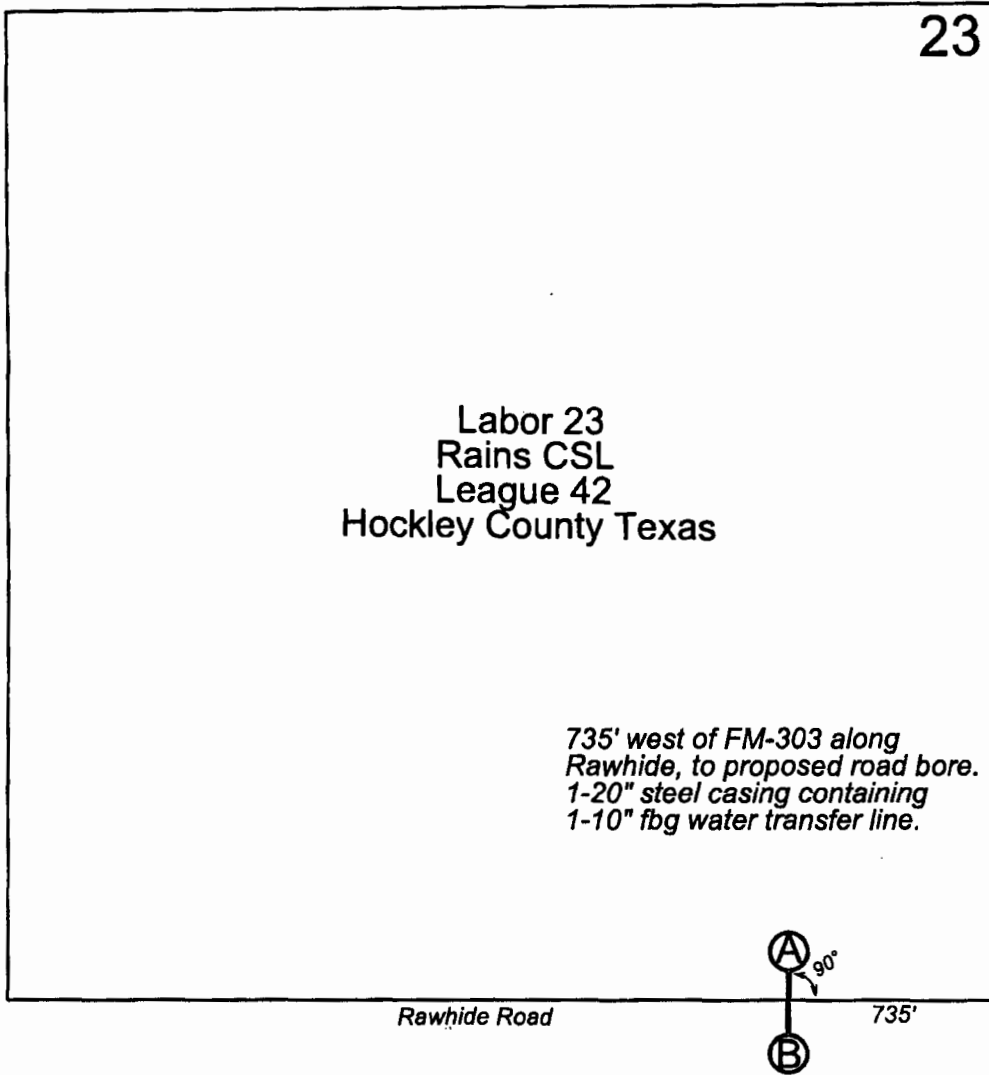 23
Labor 23
Rains CSL
League 42
Hockley County Texas
735' west of FM-303 along
Rawhide, to proposed road bore.
1-20" steel casing containing
1-10" fbg water transfer line.
A
90°
Rawhide Road
735'
B